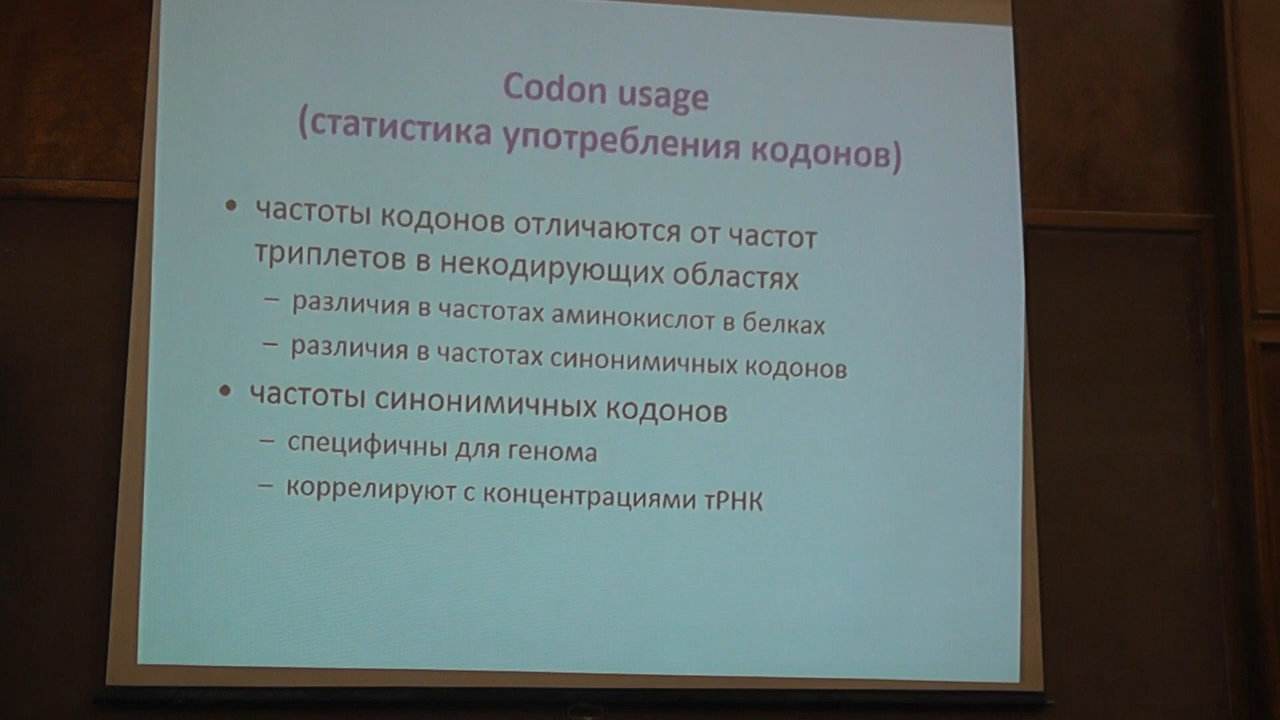 Codon usage
(статистика употребления кодонов)
• частоты кодонов отличаются от частот
триплетов в некодирующих областях
– различия в частотах аминокислот в белках
– различия в частотах синонимичных кодонов
• частоты синонимичных кодонов
– специфичны для генома
– коррелируют с концентрациями тРНК